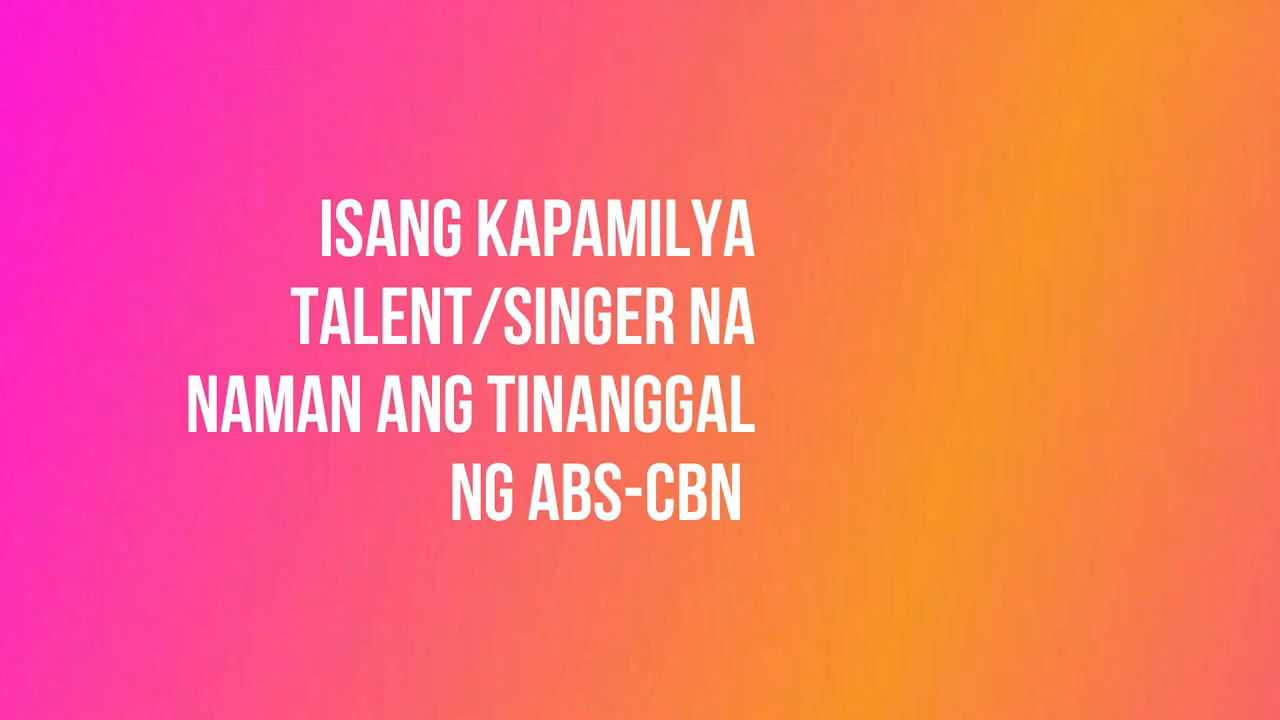 ISANG KAPAMILYA
TALENT/SINGER NA
NAMAN ANG TINANGGAL
NG ABS-CBN